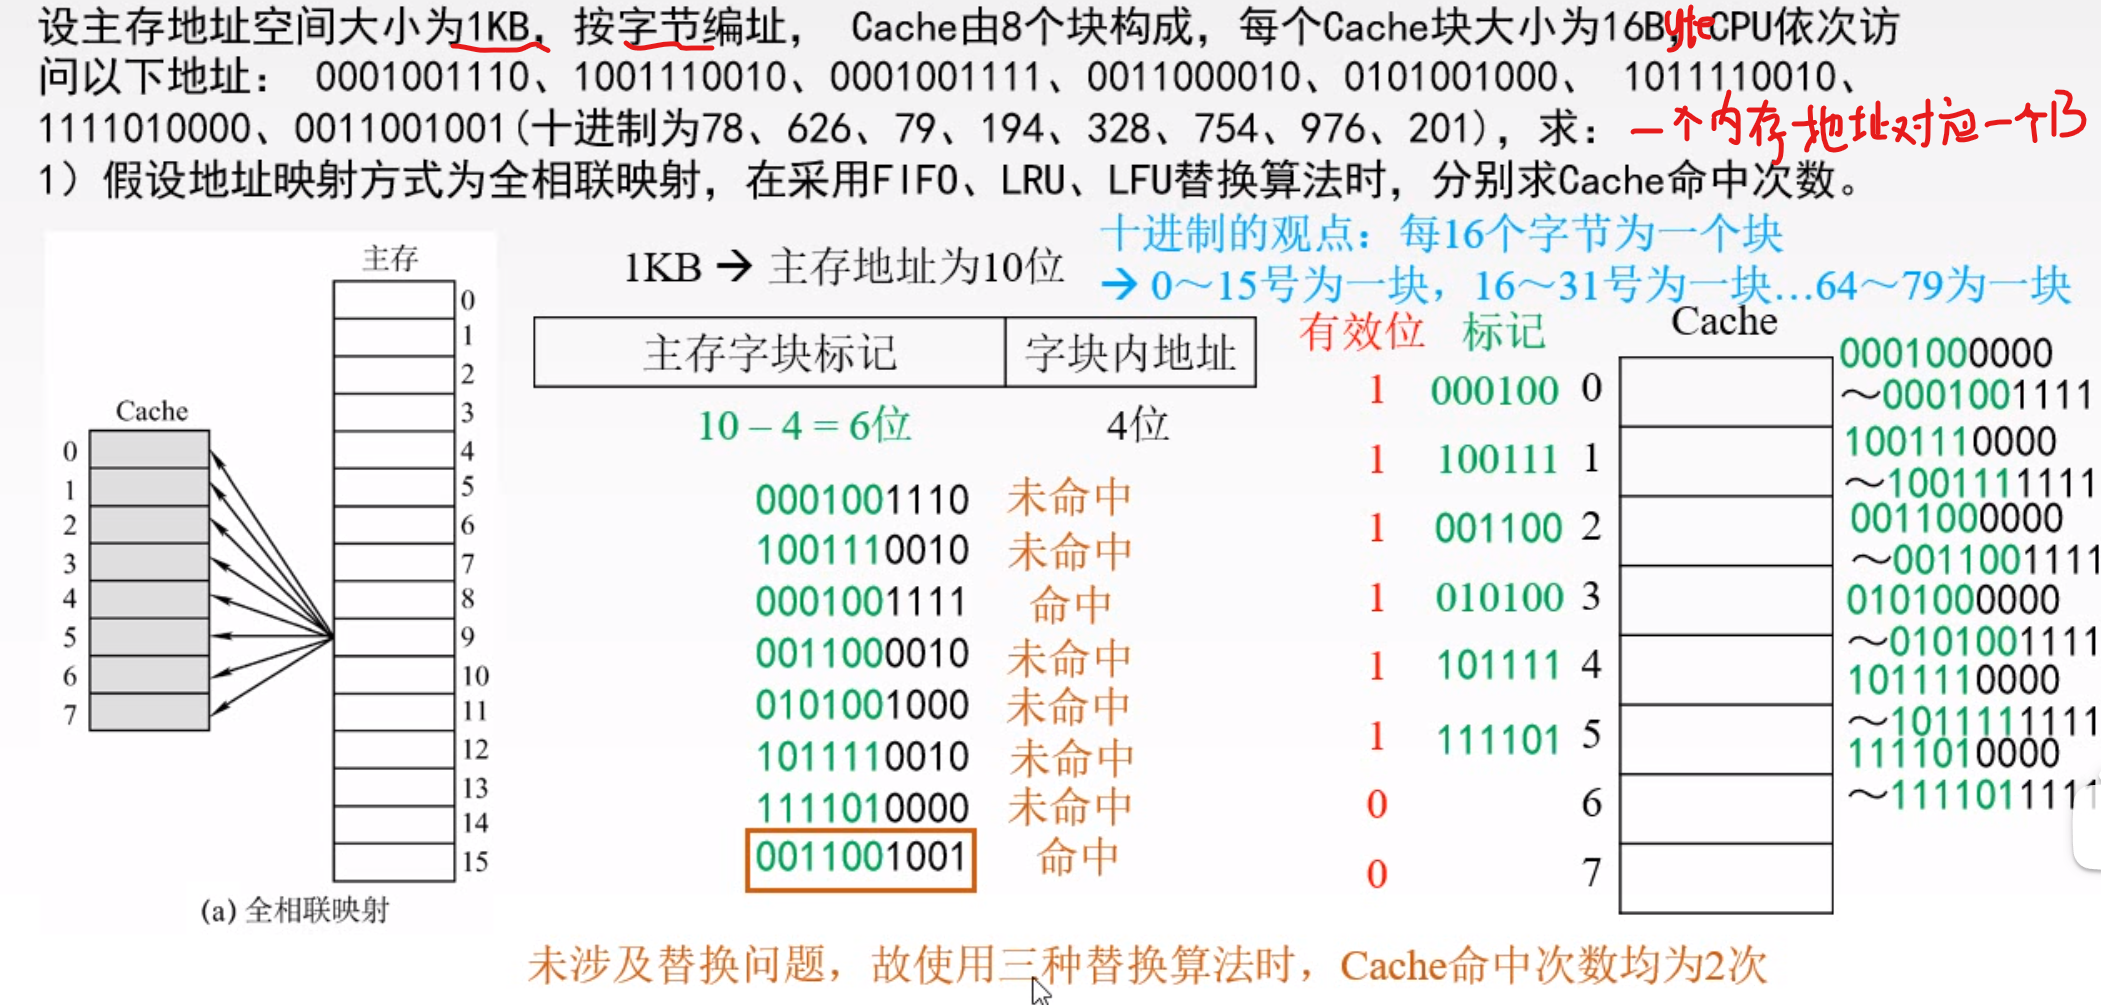 设主存地址空间大小为1KB，按字节编址， Cache由8个块构成，每个Cache块大小为16B，CPU依次访
yte
问以下地址： 0001001110、1001110010、0001001111、0011000010、0101001000、 1011110010、
1111010000、0011001001(十进制为78、626、79、194、328、754、976、201)，求：
一个内存地址对应一个B
1）假设地址映射方式为全相联映射，在采用FIFO、LRU、LFU替换算法时，分别求Cache命中次数。
十进制的观点：每16个字节为一个块
1KB → 主存地址为10位
→ 0～15号为一块，16～31号为一块…64～79为一块
主存
0
1
2
3
4
5
6
7
8
9
10
11
12
13
14
15
Cache
0
1
2
3
4
5
6
7
(a) 全相联映射
主存字块标记 字块内地址
10 – 4 = 6位 4位
0001001110 未命中
1001110010 未命中
0001001111 命中
0011000010 未命中
0101001000 未命中
1011110010 未命中
1111010000 未命中
0011001001 命中
有效位 标记 Cache
1 000100 0
1 100111 1
1 001100 2
1 010100 3
1 101111 4
1 111101 5
0 6
0 7
0001000000
～0001001111
1001110000
～1001111111
0011000000
～0011001111
0101000000
～0101001111
1011110000
～1011111111
1111010000
～1111011111
未涉及替换问题，故使用三种替换算法时，Cache命中次数均为2次